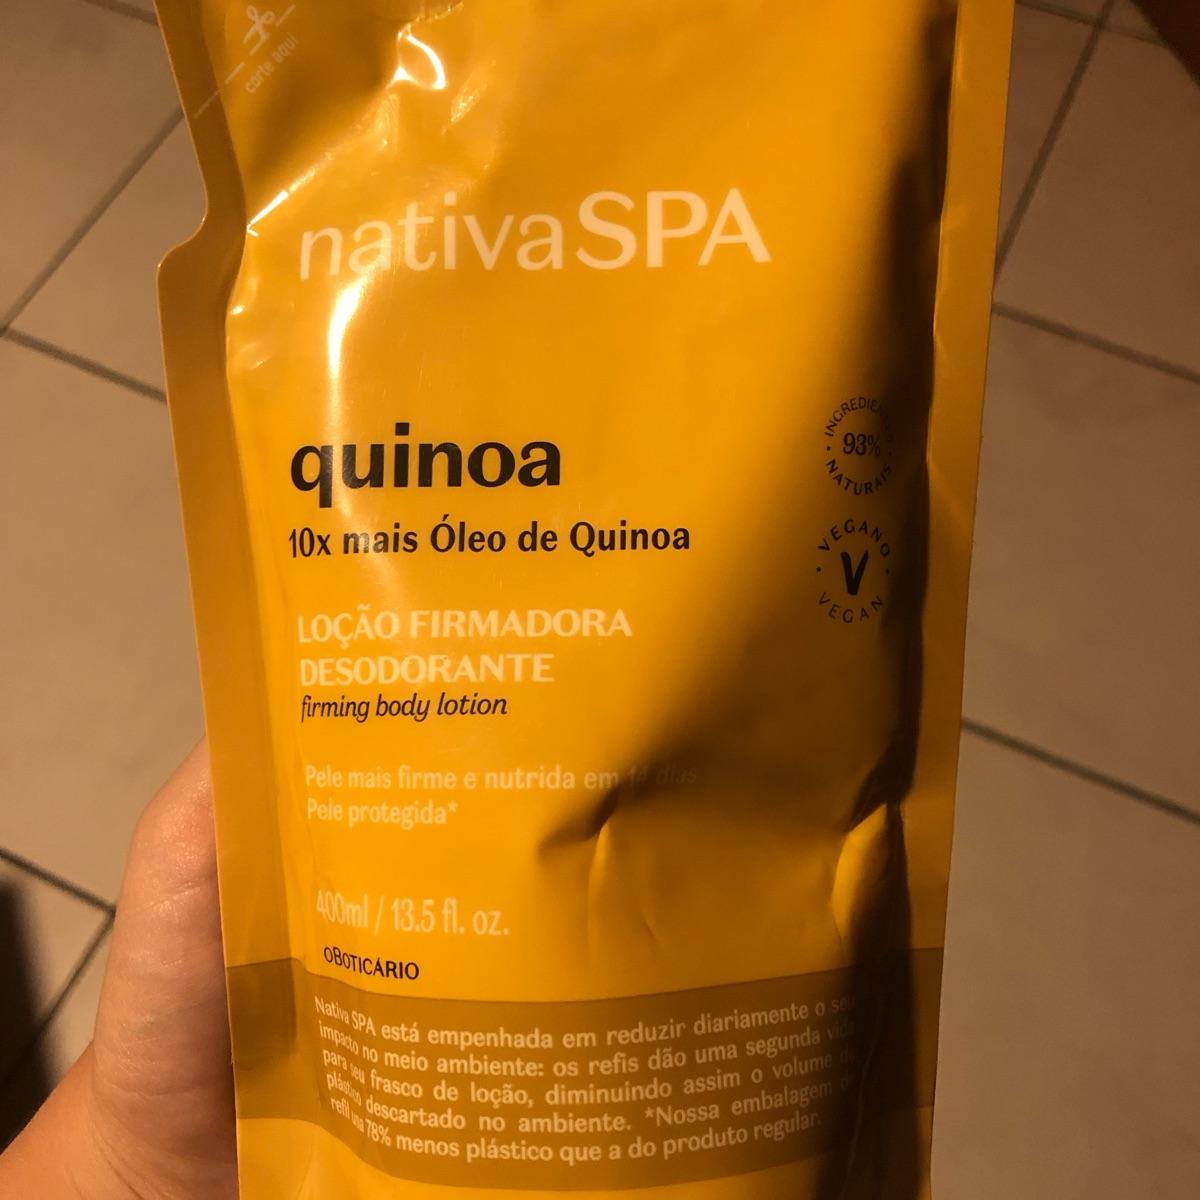 corte aqui
nativaSPA
quinoa
10x mais Óleo de Quinoa
INGREDIENTES
93%
NATURAIS
VEGANO
V
VEGAN
LOÇÃO FIRMADORA
DESODORANTE
firming body lotion
Pele mais firme e nutrida em 14 dias
Pele protegida*
400ml / 13.5 fl. oz.
oBOTICÁRIO
Nativa SPA está empenhada em reduzir diariamente o seu
impacto no meio ambiente: os refis dão uma segunda vida
para seu frasco de loção, diminuindo assim o volume
plástico descartado no ambiente. *Nossa embalagem
refil usa 78% menos plástico que a do produto regular.